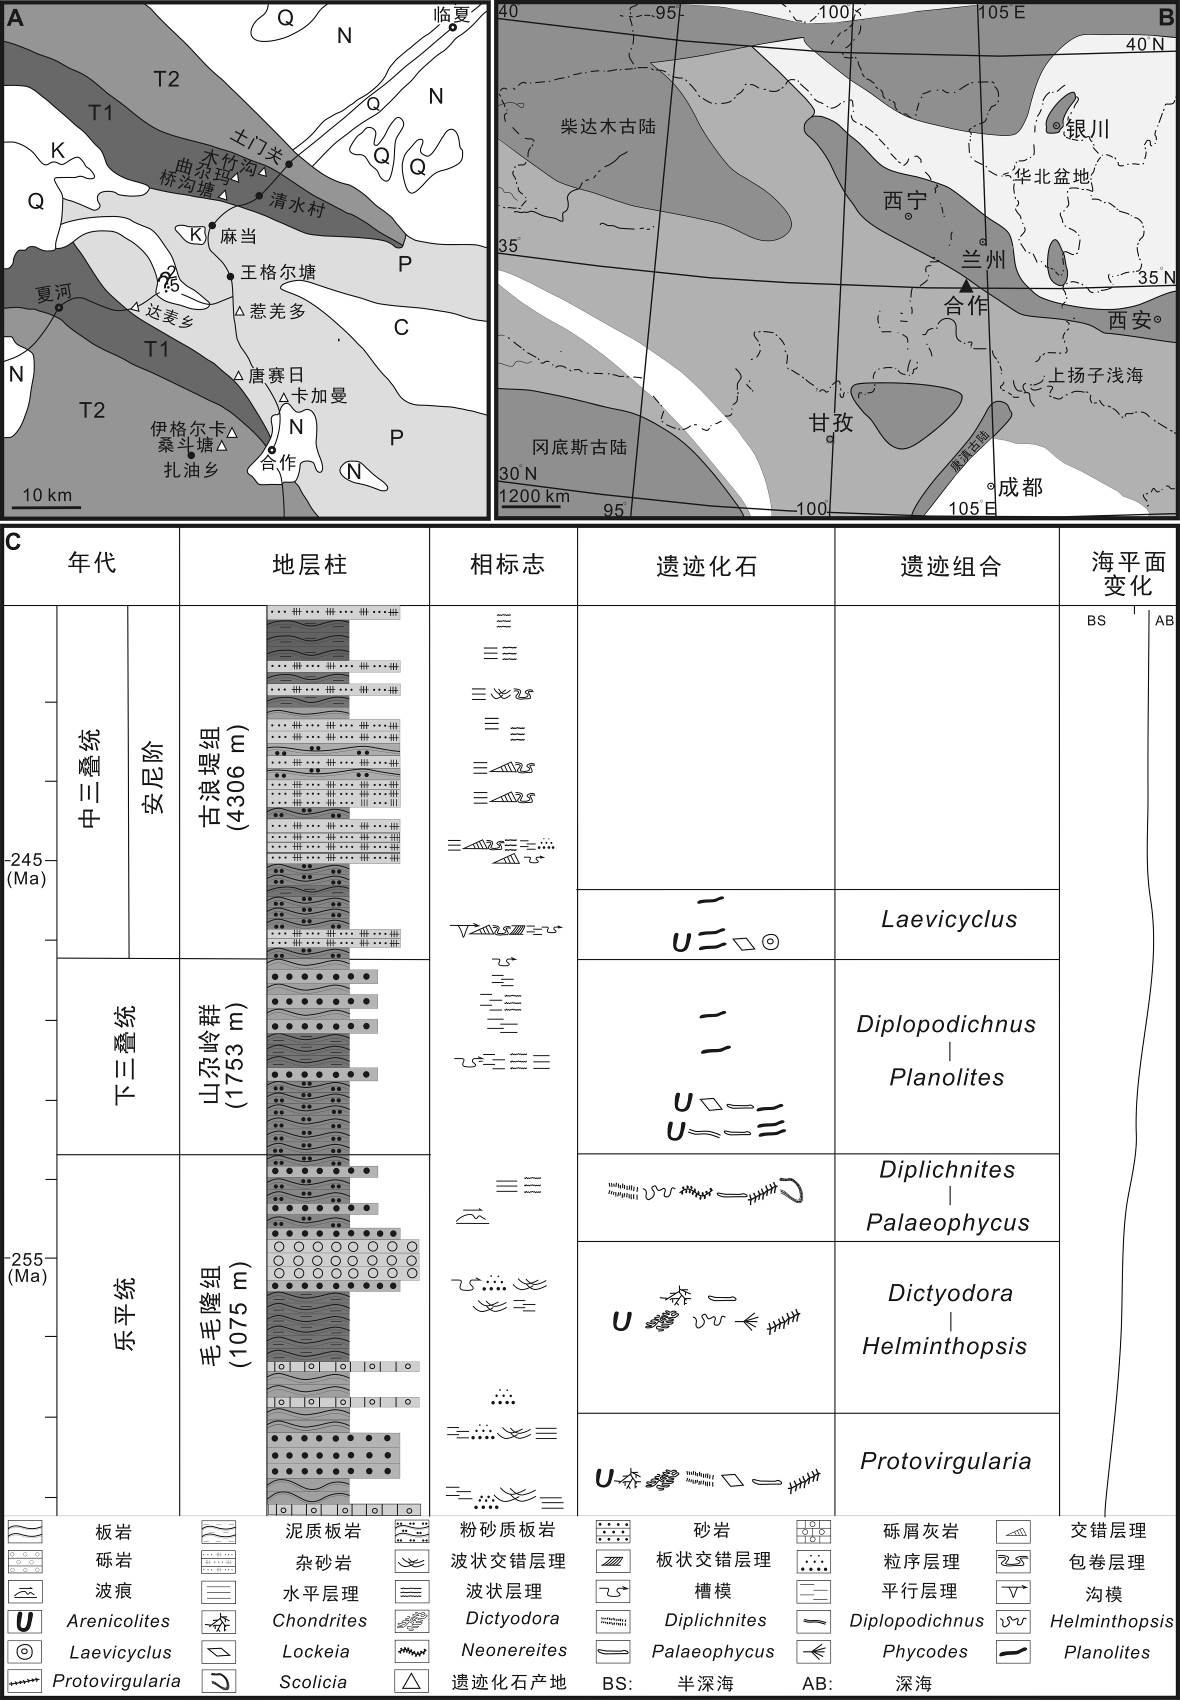 A
临夏
Q
N
T2
N
Q
T1
土门关
木竹沟
曲尔玛
桥沟塘
Q
Q
K
Q
清水村
K
麻当
P
王格尔塘
夏河
达麦乡
惹羌多
C
T1
N
唐赛日
卡加曼
T2
伊格尔卡
桑斗塘
扎油乡
N
合作
P
N
10 km
B
40
95°
100°
105°E
40°N
柴达木古陆
银川
华北盆地
西宁
35°
兰州
35°N
合作
西安
上扬子浅海
甘孜
冈底斯古陆
康滇古陆
30°N
成都
1200 km
95°
100°
105°E
C
年代
地层柱
相标志
遗迹化石
遗迹组合
海平面
变化
BS
AB
中三叠统
安尼阶
古浪堤组
(4306 m)
245
(Ma)
Laevicyclus
下三叠统
山尕岭群
(1753 m)
Diplopodichnus
Planolites
Diplichnites
Palaeophycus
255
(Ma)
乐平统
毛毛隆组
(1075 m)
Dictyodora
Helminthopsis
Protovirgularia
板岩 泥质板岩 粉砂质板岩 砂岩 砾屑灰岩 交错层理
砾岩 杂砂岩 波状交错层理 板状交错层理 粒序层理 包卷层理
波痕 水平层理 波状层理 槽模 平行层理 沟模
Arenicolites Chondrites Dictyodora Diplichnites Diplopodichnus Helminthopsis
Laevicyclus Lockeia Neonereites Palaeophycus Phycodes Planolites
Protovirgularia Scolicia 遗迹化石产地 BS: 半深海 AB: 深海